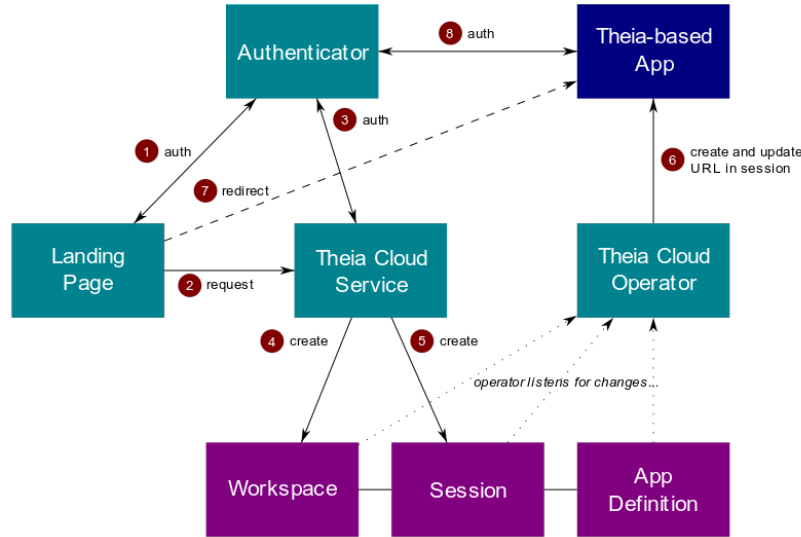 Authenticator
8 auth
Theia-based
App
1 auth
3 auth
7 redirect
6 create and update
URL in session
Landing
Page
2 request
Theia Cloud
Service
Theia Cloud
Operator
4 create
5 create
operator listens for changes...
Workspace
Session
App
Definition